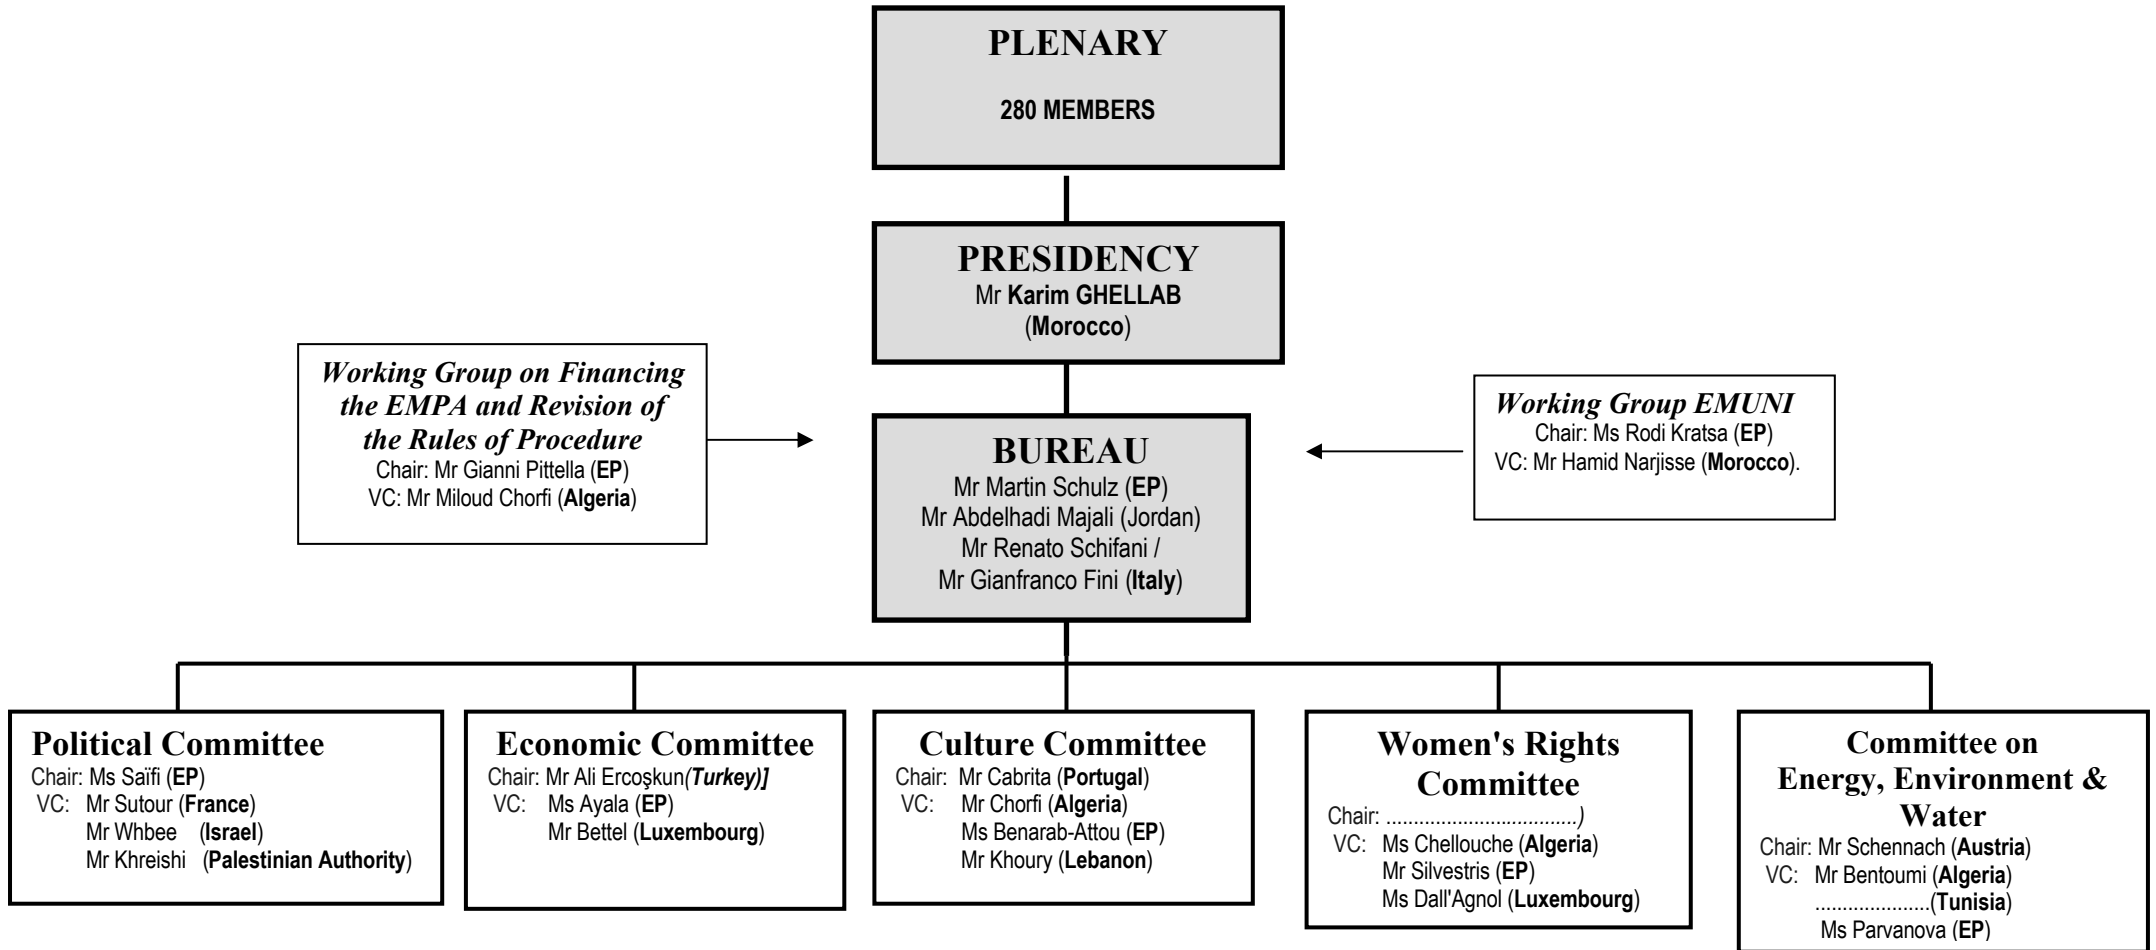 PLENARY
280 MEMBERS
PRESIDENCY
Mr Karim GHELLAB
(Morocco)
Working Group on Financing
the EMPA and Revision of
the Rules of Procedure
Chair: Mr Gianni Pittella (EP)
VC: Mr Miloud Chorfi (Algeria)
BUREAU
Mr Martin Schulz (EP)
Mr Abdelhadi Majali (Jordan)
Mr Renato Schifani /
Mr Gianfranco Fini (Italy)
Working Group EMUNI
Chair: Ms Rodi Kratsa (EP)
VC: Mr Hamid Narjisse (Morocco).
Political Committee
Chair: Ms Saïfi (EP)
VC: Mr Sutour (France)
Mr Whbee (Israel)
Mr Khreishi (Palestinian Authority)
Economic Committee
Chair: Mr Ali Ercoşkun(Turkey)]
VC: Ms Ayala (EP)
Mr Bettel (Luxembourg)
Culture Committee
Chair: Mr Cabrita (Portugal)
VC: Mr Chorfi (Algeria)
Ms Benarab-Attou (EP)
Mr Khoury (Lebanon)
Women's Rights
Committee
Chair: ...................................)
VC: Ms Chellouche (Algeria)
Mr Silvestris (EP)
Ms Dall'Agnol (Luxembourg)
Committee on
Energy, Environment &
Water
Chair: Mr Schennach (Austria)
VC: Mr Bentoumi (Algeria)
.....................(Tunisia)
Ms Parvanova (EP)